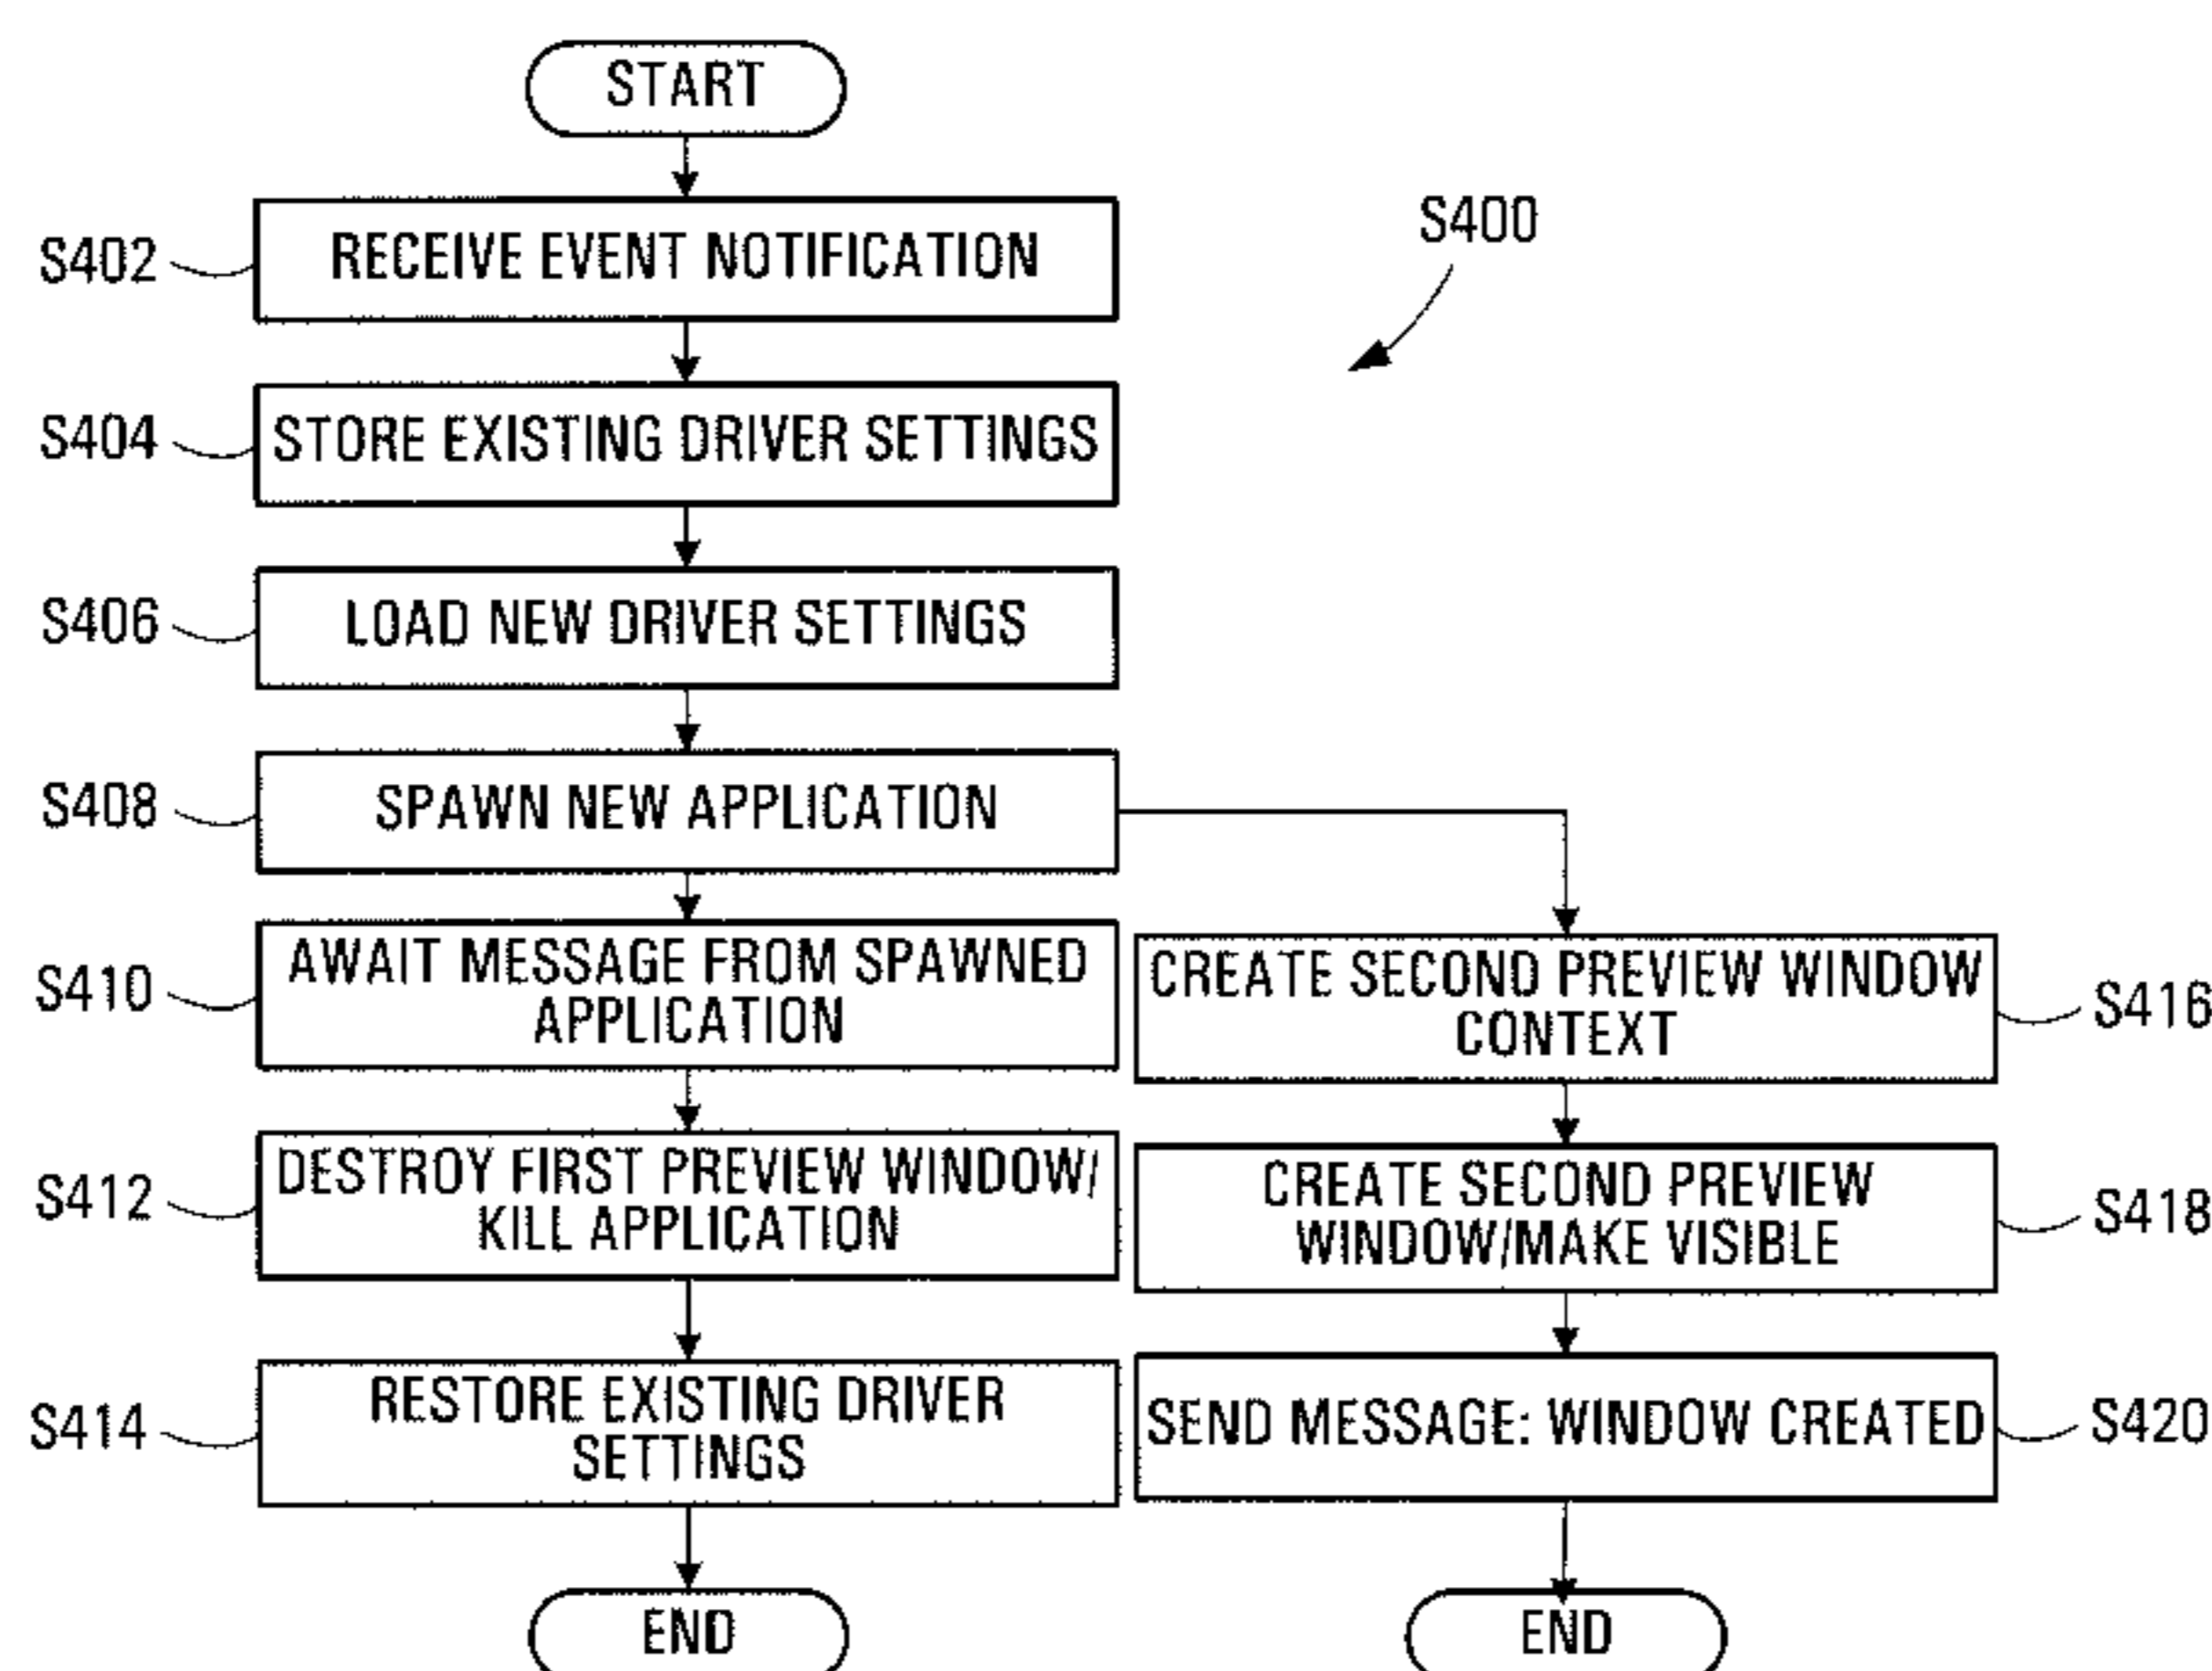 START
S400
S402
RECEIVE EVENT NOTIFICATION
S404
STORE EXISTING DRIVER SETTINGS
S406
LOAD NEW DRIVER SETTINGS
S408
SPAWN NEW APPLICATION
S410
AWAIT MESSAGE FROM SPAWNED
APPLICATION
S412
DESTROY FIRST PREVIEW WINDOW/
KILL APPLICATION
S414
RESTORE EXISTING DRIVER
SETTINGS
END
CREATE SECOND PREVIEW WINDOW
CONTEXT
S416
CREATE SECOND PREVIEW
WINDOW/MAKE VISIBLE
S418
SEND MESSAGE: WINDOW CREATED
S420
END